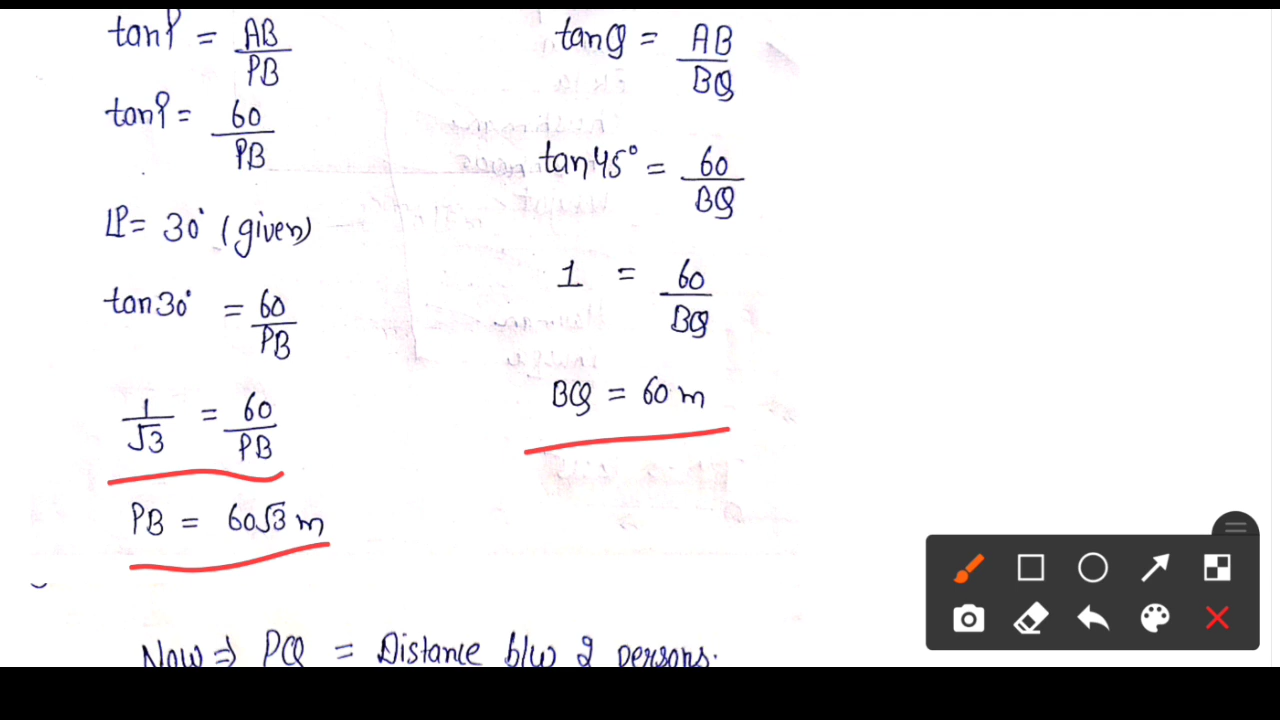 tanP = AB/PB
tanP = 60/PB
∠P = 30° (given)
tan30° = 60/PB
1/√3 = 60/PB
PB = 60√3 m
tanQ = AB/BQ
tan45° = 60/BQ
1 = 60/BQ
BQ = 60 m
Now ⇒ PQ = Distance b/w 2 persons.